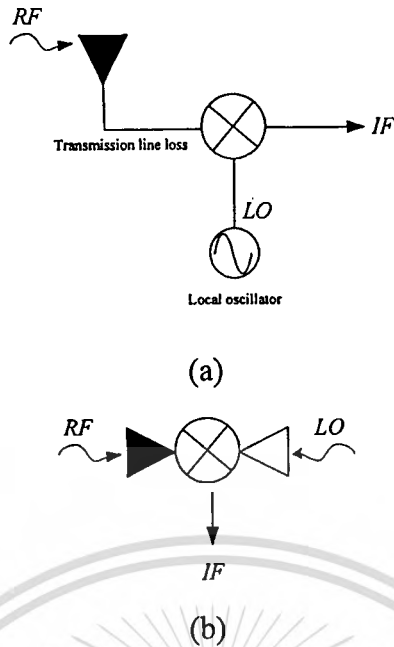 RF
IF
Transmission line loss
LO
Local oscillator
(a)
RF
LO
IF
(b)